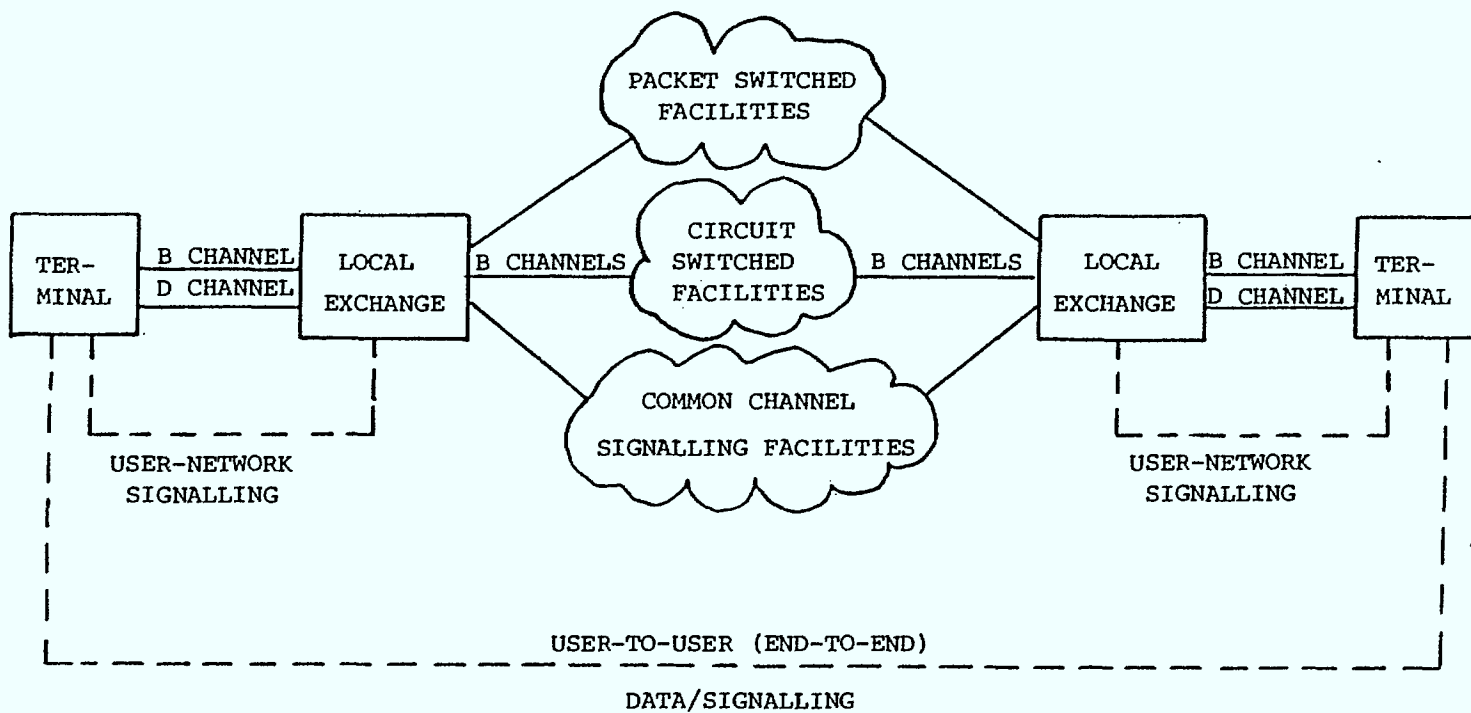 PACKET SWITCHED
FACILITIES
TER-
MINAL
B CHANNEL
D CHANNEL
LOCAL
EXCHANGE
B CHANNELS
CIRCUIT
SWITCHED
FACILITIES
B CHANNELS
LOCAL
EXCHANGE
B CHANNEL
D CHANNEL
TER-
MINAL
COMMON CHANNEL
SIGNALLING FACILITIES
USER-NETWORK
SIGNALLING
USER-NETWORK
SIGNALLING
USER-TO-USER (END-TO-END)
DATA/SIGNALLING